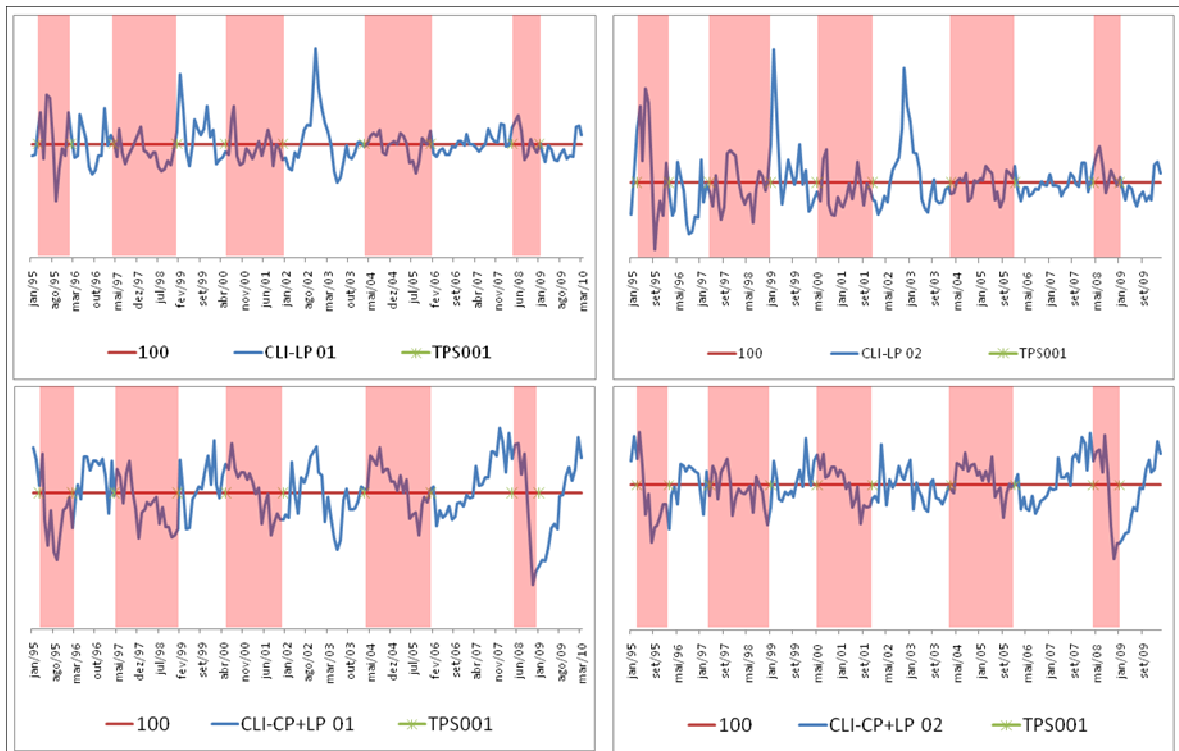 jan/95 ago/95 mar/96 out/96 mai/97 dez/97 jul/98 fev/99 set/99 abr/00 nov/00 jun/01 jan/02 ago/02 mar/03 out/03 mai/04 dez/04 jul/05 fev/06 set/06 abr/07 nov/07 jun/08 jan/09 ago/09 mar/10
100 CLI-LP 01 TPS001
jan/95 set/95 mai/96 jan/97 set/97 mai/98 jan/99 set/99 mai/00 jan/01 set/01 mai/02 jan/03 set/03 mai/04 jan/05 set/05 mai/06 jan/07 set/07 mai/08 jan/09 set/09
100 CLI-LP 02 TPS001
jan/95 ago/95 mar/96 out/96 mai/97 dez/97 jul/98 fev/99 set/99 abr/00 nov/00 jun/01 jan/02 ago/02 mar/03 out/03 mai/04 dez/04 jul/05 fev/06 set/06 abr/07 nov/07 jun/08 jan/09 ago/09 mar/10
100 CLI-CP+LP 01 TPS001
jan/95 set/95 mai/96 jan/97 set/97 mai/98 jan/99 set/99 mai/00 jan/01 set/01 mai/02 jan/03 set/03 mai/04 jan/05 set/05 mai/06 jan/07 set/07 mai/08 jan/09 set/09
100 CLI-CP+LP 02 TPS001